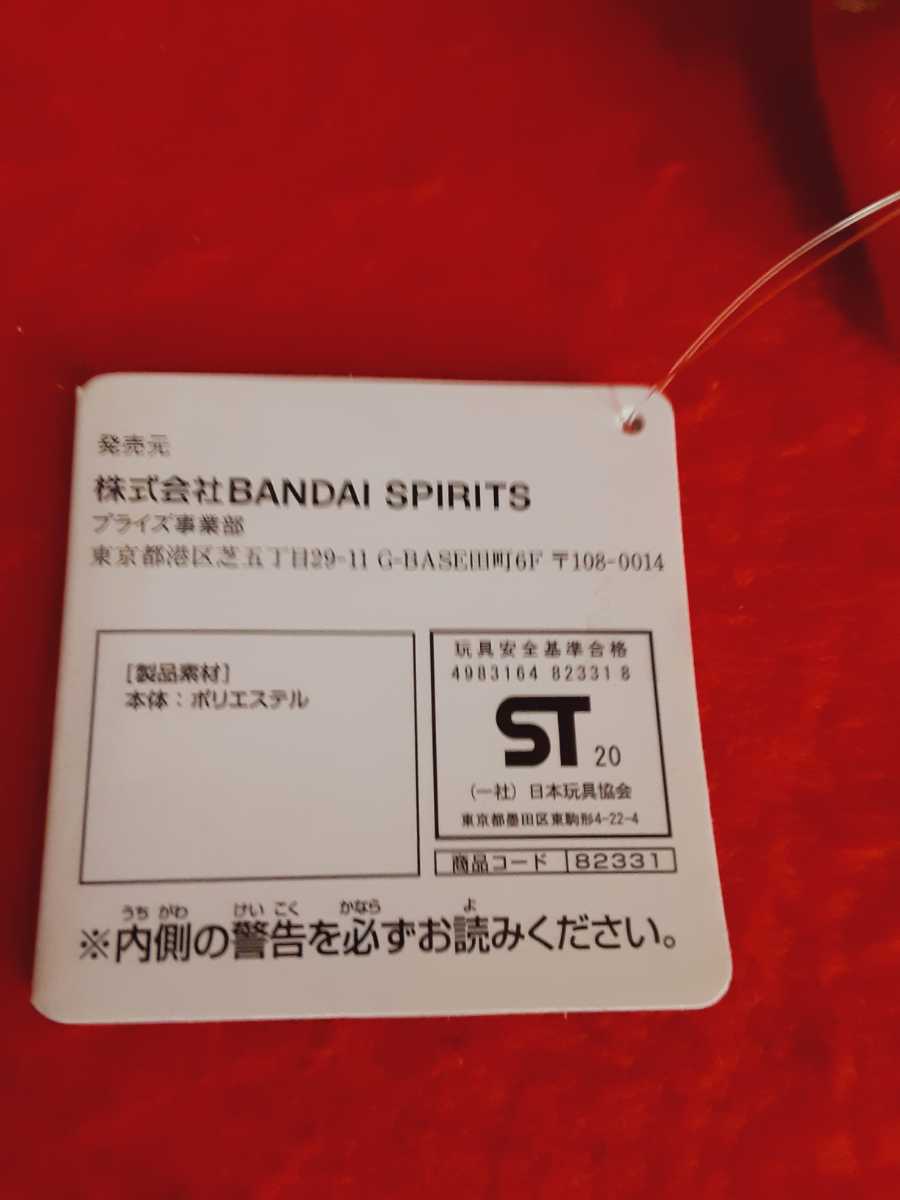 発売元
株式会社BANDAI SPIRITS
プライズ事業部
東京都港区芝五丁目29-11 G-BASE田町6F 〒108-0014
[製品素材]
本体：ポリエステル
玩具安全基準合格
4983164 82331 8
ST 20
(一社) 日本玩具協会
東京都墨田区東駒形4-22-4
商品コード 82331
うち がわ けい こく かなら よ
※内側の警告を必ずお読みください。